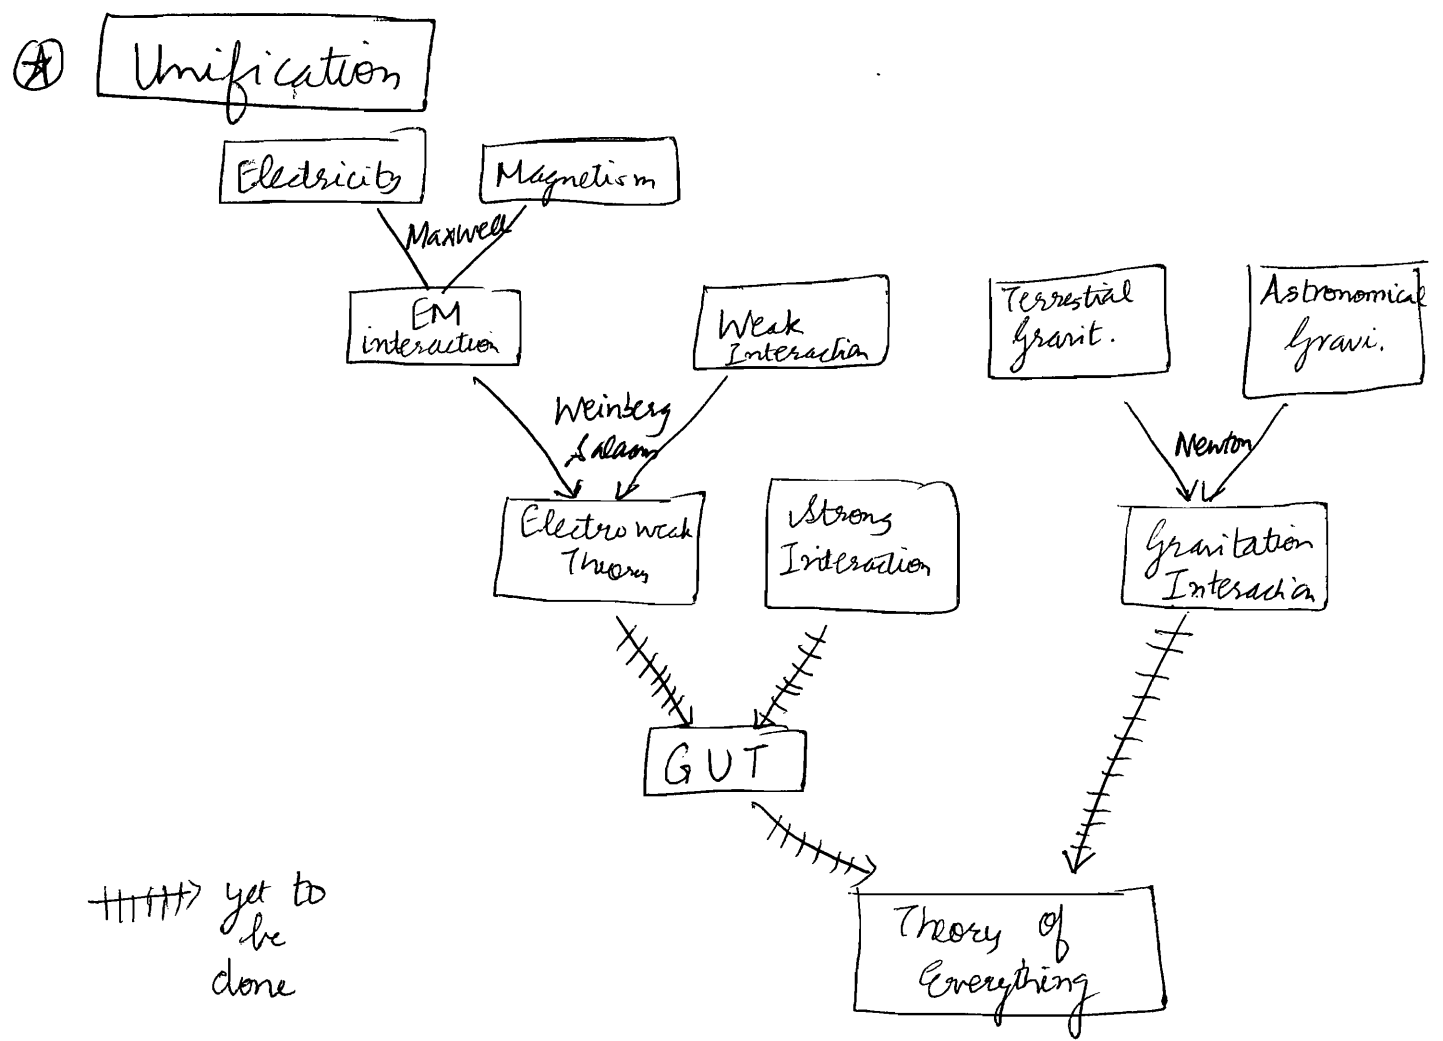 Unification
Electricity
Magnetism
Maxwell
EM
interaction
Weak
Interaction
Terrestial
Gravit.
Astronomical
Gravi.
Weinberg
Salaam
Newton
Electroweak
Theory
Strong
Interaction
Gravitation
Interaction
GUT
yet to
be
done
Theory of
Everything